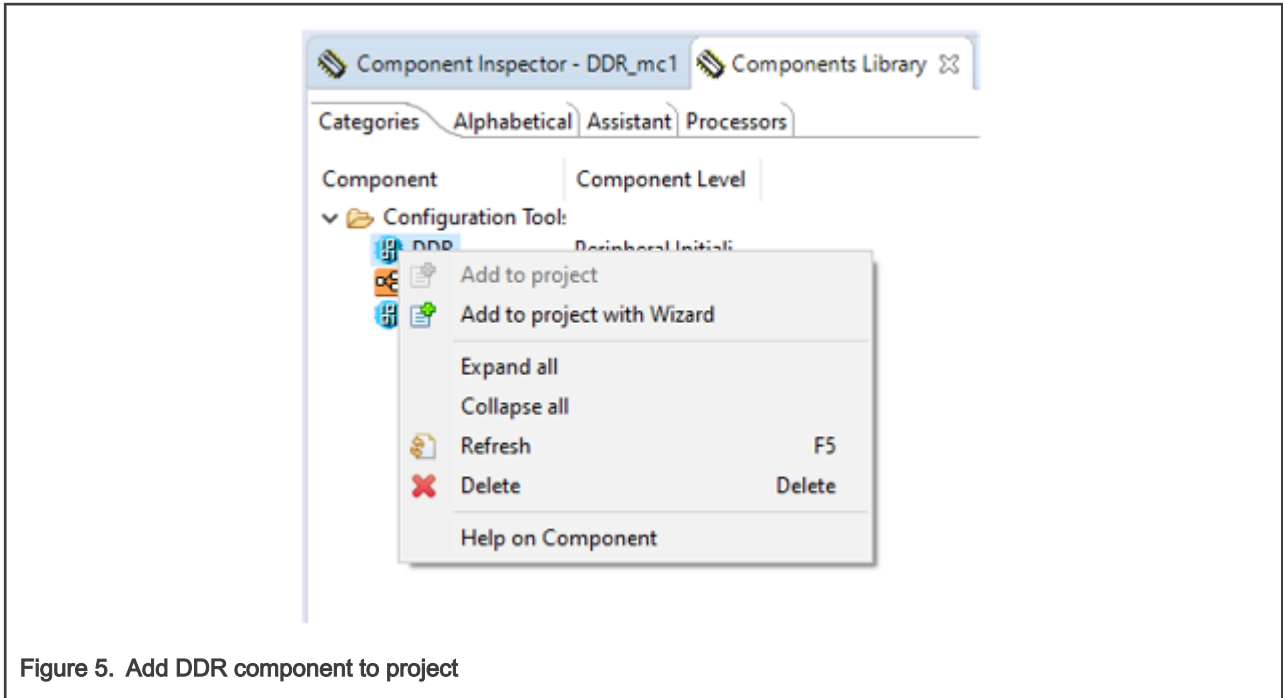 Component Inspector - DDR_mc1 Components Library
Categories Alphabetical Assistant Processors
Component Component Level
Configuration Tool:
DDR Peripheral Initiali
Add to project
Add to project with Wizard
Expand all
Collapse all
Refresh F5
Delete Delete
Help on Component
Figure 5. Add DDR component to project